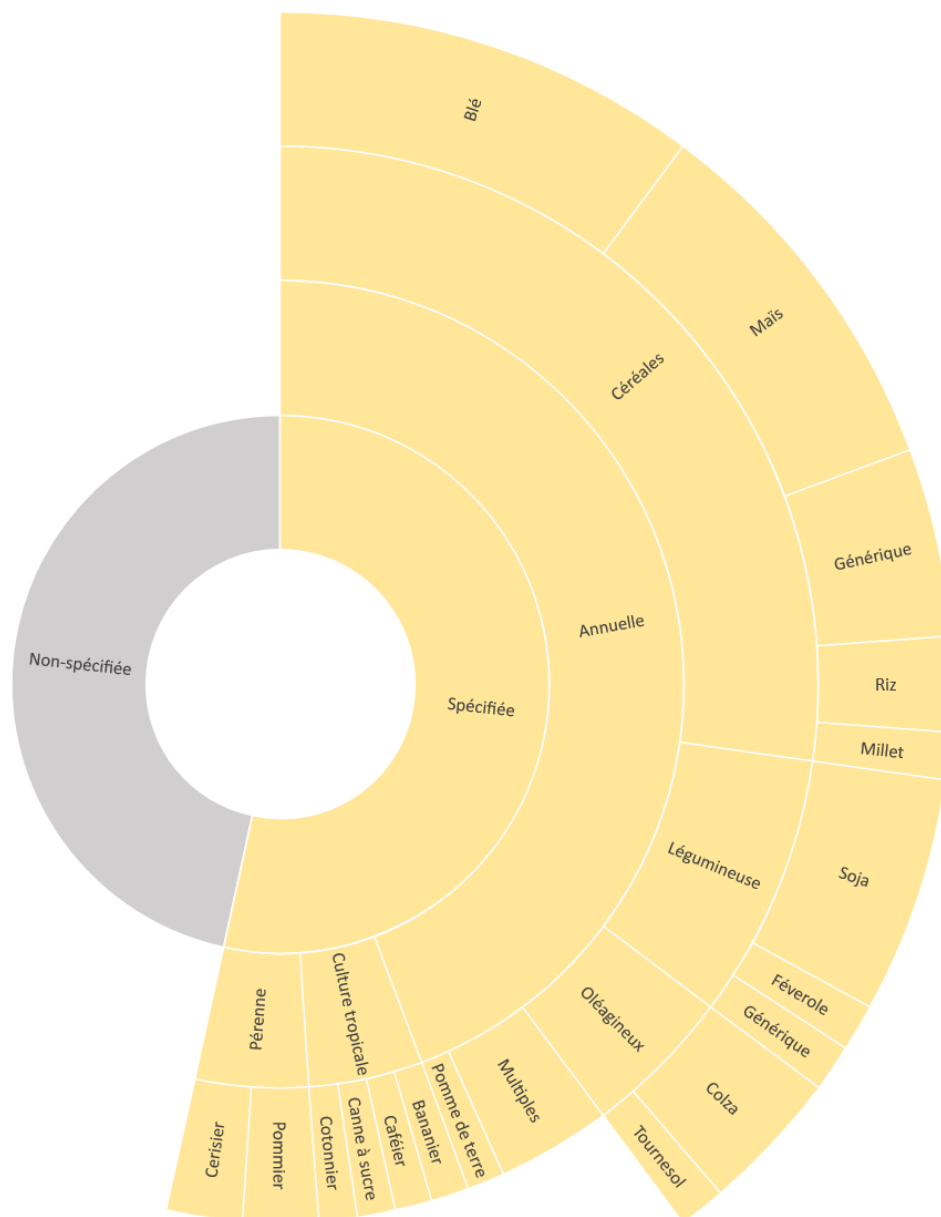 Blé
Maïs
Céréales
Générique
Annuelle
Non-spécifiée
Spécifiée
Riz
Millet
Légumineuse
Soja
Féverole
Générique
Oléagineux
Colza
Tournesol
Multiples
Pomme de terre
Culture tropicale
Bananier
Caféier
Canne à sucre
Cotonnier
Pérenne
Pommier
Cerisier